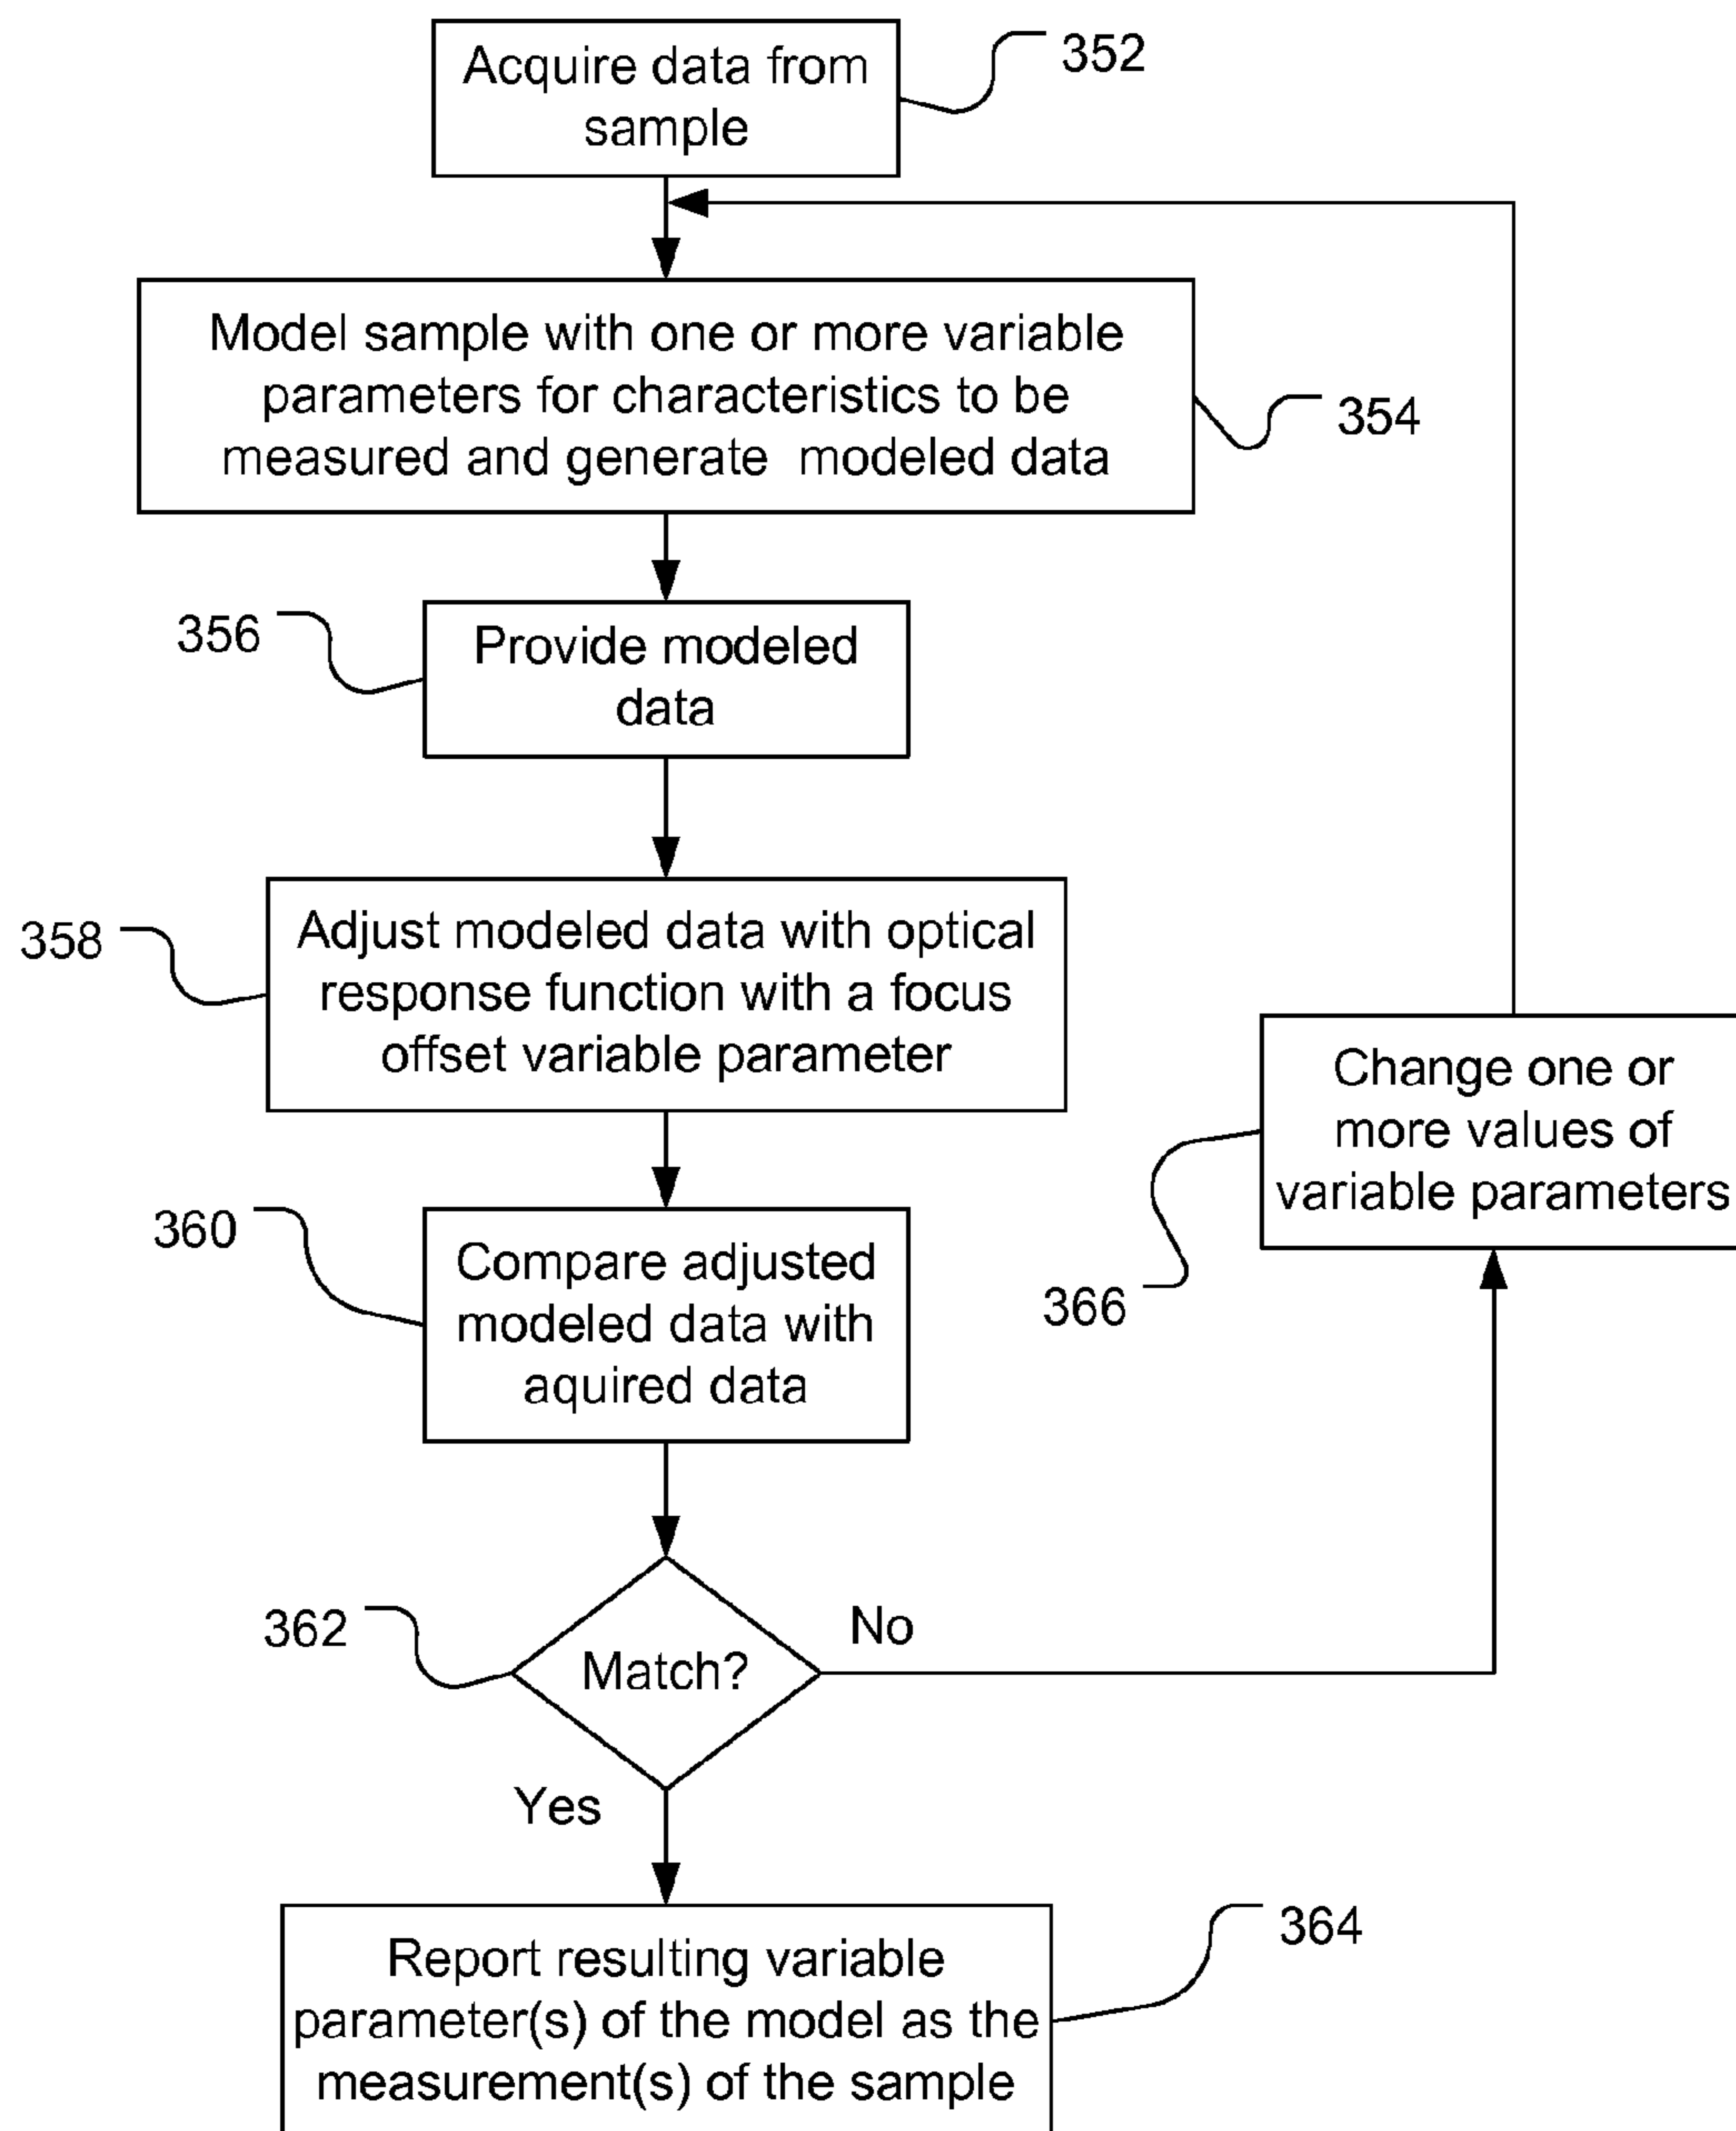 Acquire data from
sample
352
Model sample with one or more variable
parameters for characteristics to be
measured and generate modeled data
354
356
Provide modeled
data
358
Adjust modeled data with optical
response function with a focus
offset variable parameter
Change one or
more values of
variable parameters
366
360
Compare adjusted
modeled data with
aquired data
362
Match?
No
Yes
Report resulting variable
parameter(s) of the model as the
measurement(s) of the sample
364